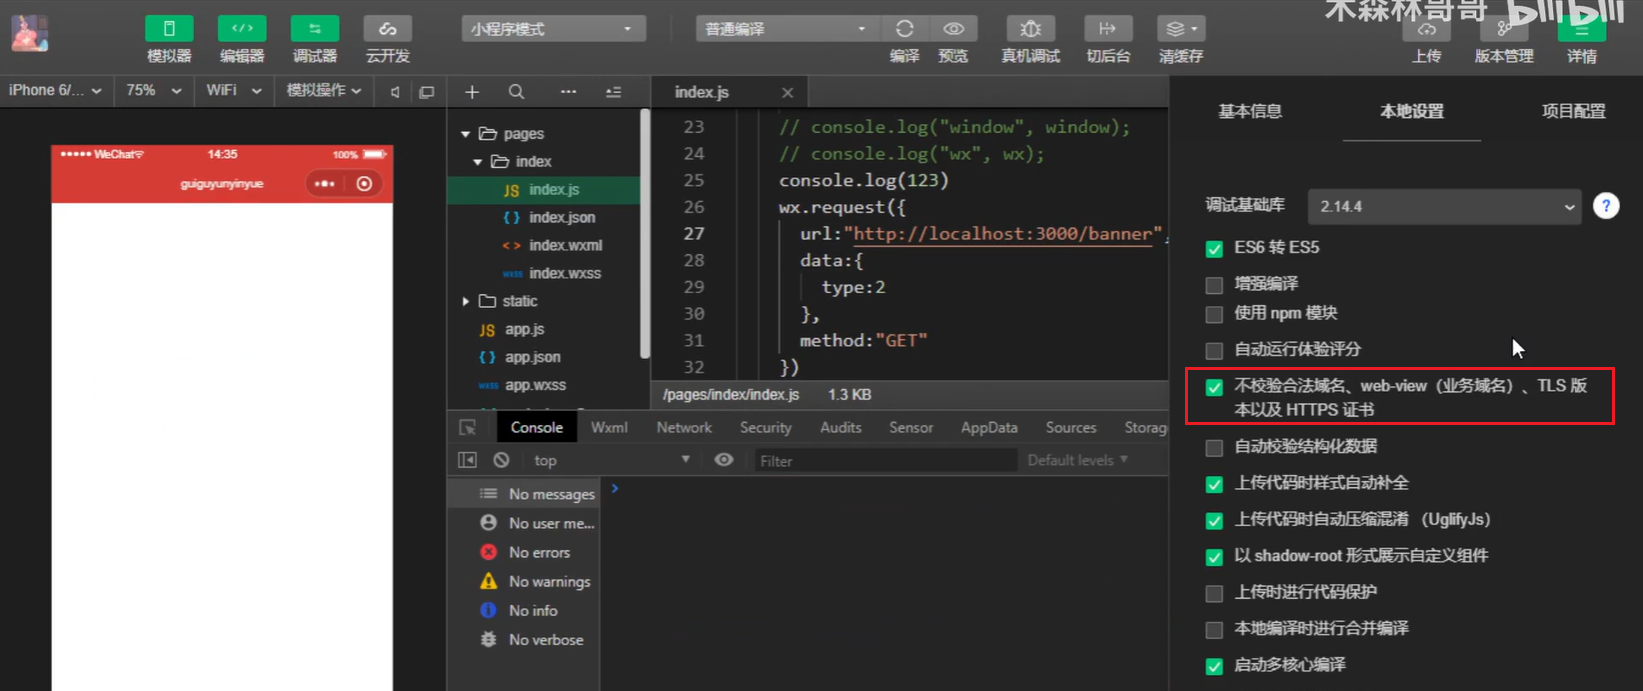 木森林哥哥 bilibili
模拟器 编辑器 调试器 云开发
小程序模式 普通编译
编译 预览 真机调试 切后台 清缓存
上传 版本管理 详情
iPhone 6/... 75% WiFi 模拟操作
WeChat 14:35 100%
guiguyunyinyue
pages
index
JS index.js
{ } index.json
< > index.wxml
wxss index.wxss
static
JS app.js
{ } app.json
wxss app.wxss
index.js
23 // console.log("window", window);
24 // console.log("wx", wx);
25 console.log(123)
26 wx.request({
27 url:"http://localhost:3000/banner",
28 data:{
29 type:2
30 },
31 method:"GET"
32 })
/pages/index/index.js 1.3 KB
Console Wxml Network Security Audits Sensor AppData Sources Storag
top Filter Default levels
No messages
No user me...
No errors
No warnings
No info
No verbose
基本信息 本地设置 项目配置
调试基础库 2.14.4 ?
ES6 转 ES5
增强编译
使用 npm 模块
自动运行体验评分
不校验合法域名、web-view（业务域名）、TLS 版
本以及 HTTPS 证书
自动校验结构化数据
上传代码时样式自动补全
上传代码时自动压缩混淆 （UglifyJs）
以 shadow-root 形式展示自定义组件
上传时进行代码保护
本地编译时进行合并编译
启动多核心编译